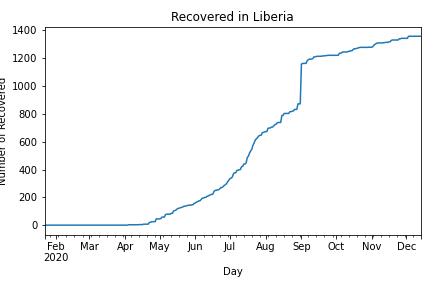 Recovered in Liberia
1400
1200
1000
800
600
400
200
0
Number of Recovered
Feb Mar Apr May Jun Jul Aug Sep Oct Nov Dec
2020
Day